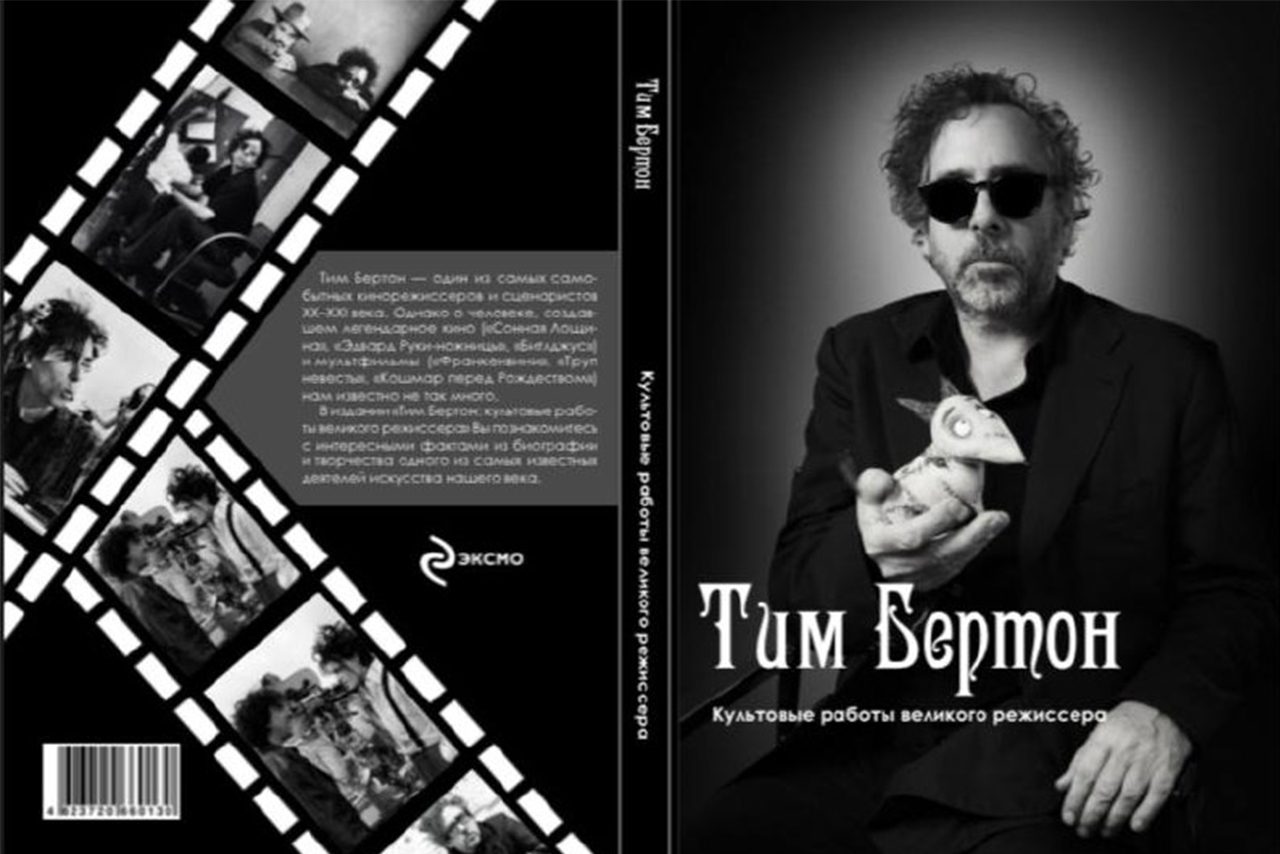 Тим Бертон — один из самых само-
бытных кинорежиссеров и сценаристов
XX–XXI века. Однако о человеке, создав-
шем легендарное кино («Сонная Лощи-
на», «Эдвард Руки-ножницы», «Битлджус»)
и мультфильмы («Франкенвини», «Труп
невесты», «Кошмар перед Рождеством»)
нам известно не так много.
В издании «Тим Бертон: культовые рабо-
ты великого режиссера» Вы познакомитесь
с интересными фактами из биографии
и творчества одного из самых известных
деятелей искусства нашего века.
ЭКСМО
Тим Бертон
Культовые работы великого режиссера
Тим Бертон
Культовые работы великого режиссера